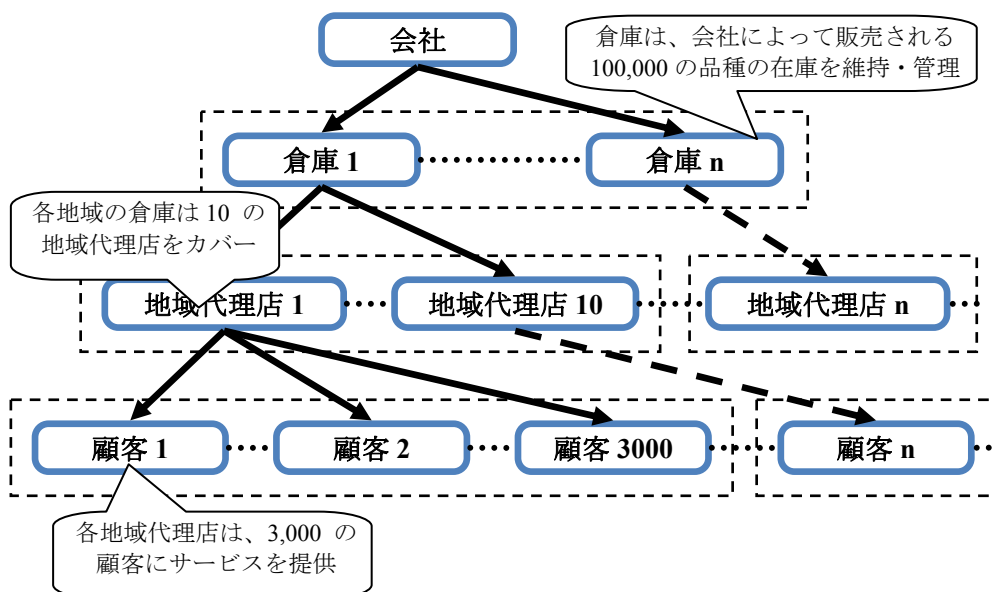 会社
倉庫は、会社によって販売される
100,000 の品種の在庫を維持・管理
倉庫 1
倉庫 n
各地域の倉庫は 10 の
地域代理店をカバー
地域代理店 1
地域代理店 10
地域代理店 n
顧客 1
顧客 2
顧客 3000
顧客 n
各地域代理店は、3,000 の
顧客にサービスを提供